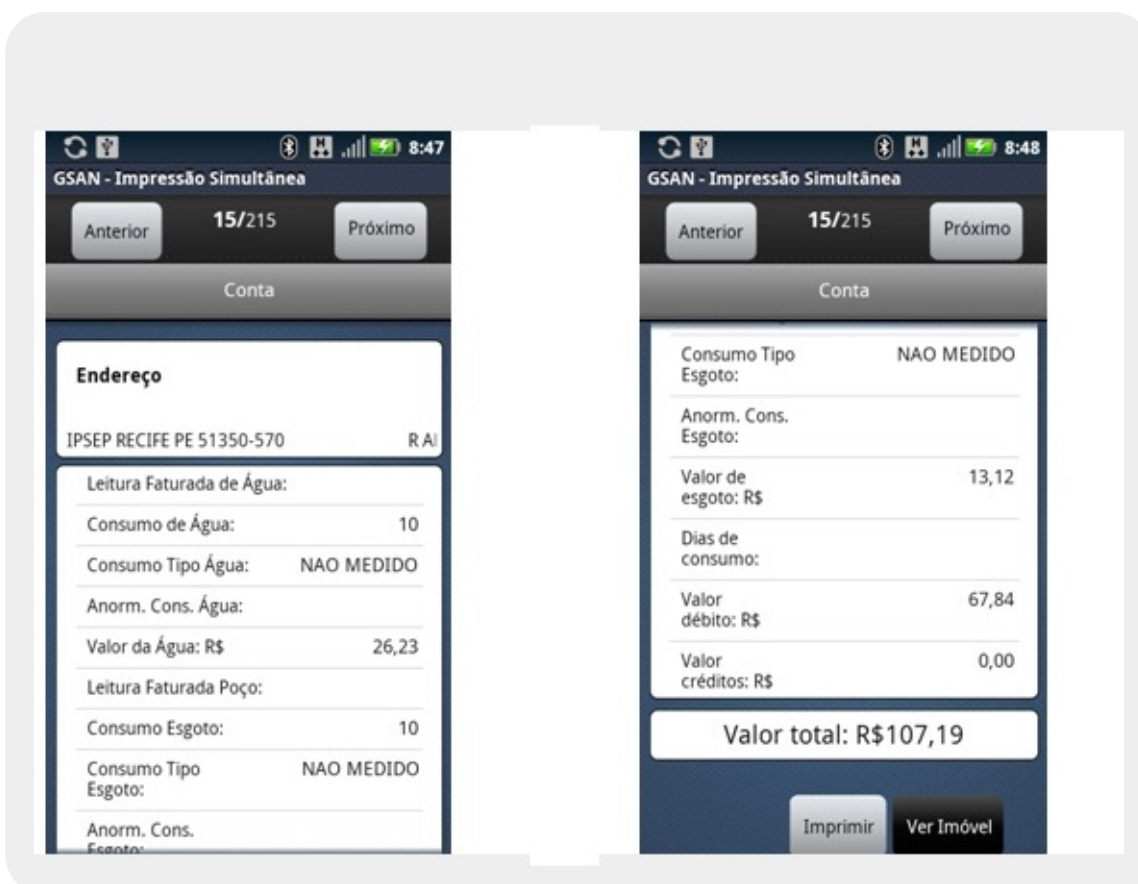 8:47
GSAN - Impressão Simultânea
Anterior 15/215 Próximo
Conta
Endereço
IPSEP RECIFE PE 51350-570 R
Leitura Faturada de Água:
Consumo de Água: 10
Consumo Tipo Água: NAO MEDIDO
Anorm. Cons. Água:
Valor da Água: R$ 26,23
Leitura Faturada Poço:
Consumo Esgoto: 10
Consumo Tipo NAO MEDIDO
Esgoto:
Anorm. Cons.
Esgoto:
8:48
GSAN - Impressão Simultânea
Anterior 15/215 Próximo
Conta
Consumo Tipo NAO MEDIDO
Esgoto:
Anorm. Cons.
Esgoto:
Valor de 13,12
esgoto: R$
Dias de
consumo:
Valor 67,84
débito: R$
Valor 0,00
créditos: R$
Valor total: R$107,19
Imprimir Ver Imóvel